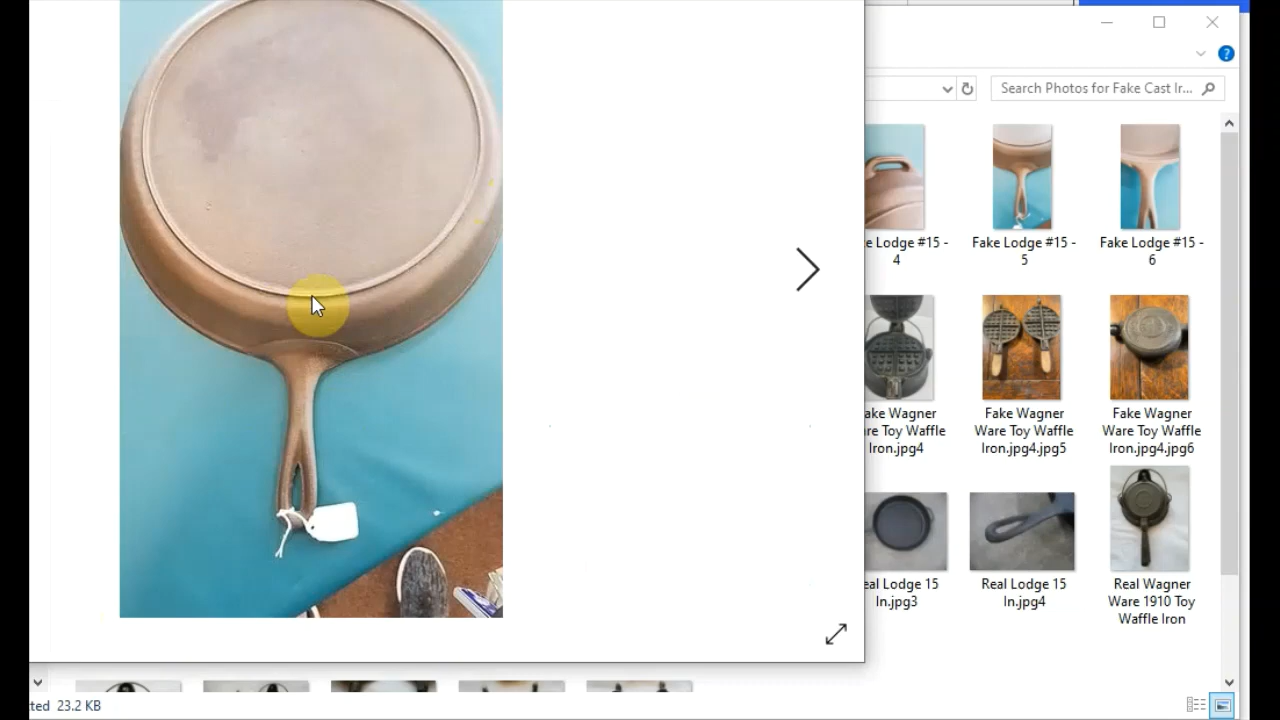 Search Photos for Fake Cast Ir...
e Lodge #15 -
4
Fake Lodge #15 -
5
Fake Lodge #15 -
6
ake Wagner
re Toy Waffle
Iron.jpg4
Fake Wagner
Ware Toy Waffle
Iron.jpg4.jpg5
Fake Wagner
Ware Toy Waffle
Iron.jpg4.jpg6
eal Lodge 15
In.jpg3
Real Lodge 15
In.jpg4
Real Wagner
Ware 1910 Toy
Waffle Iron
ted 23.2 KB